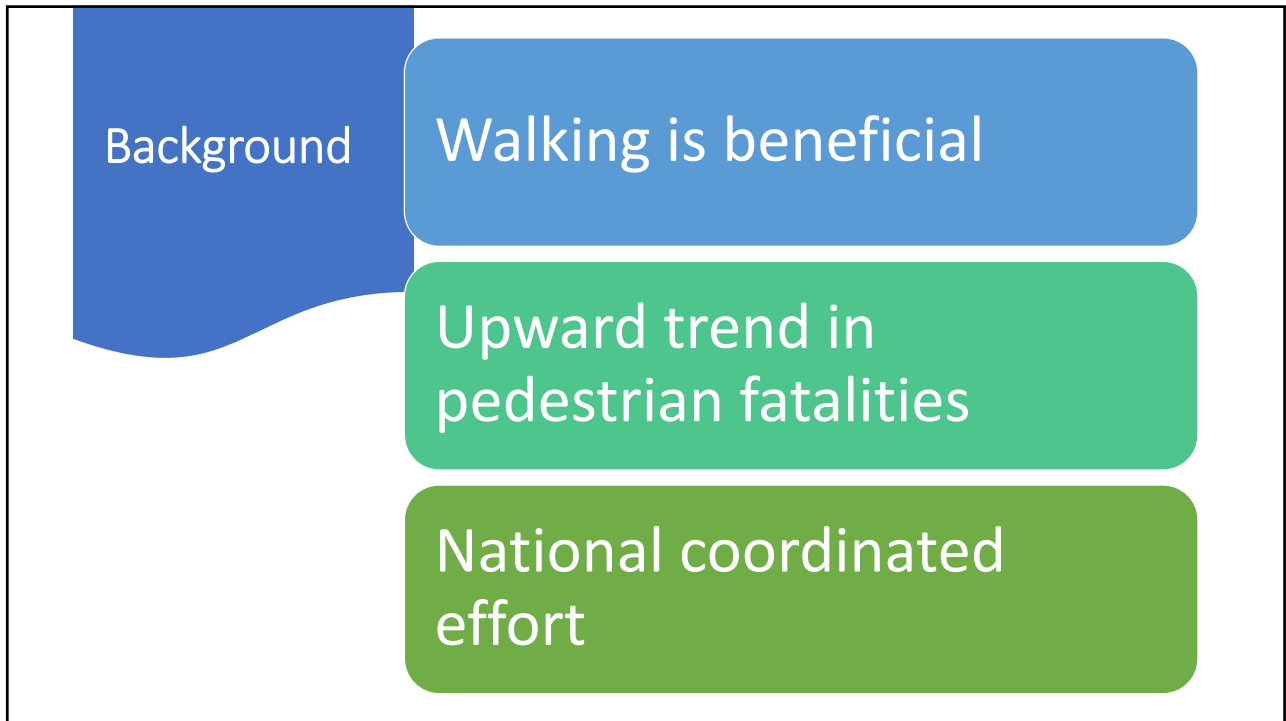 Background
Walking is beneficial
Upward trend in
pedestrian fatalities
National coordinated
effort